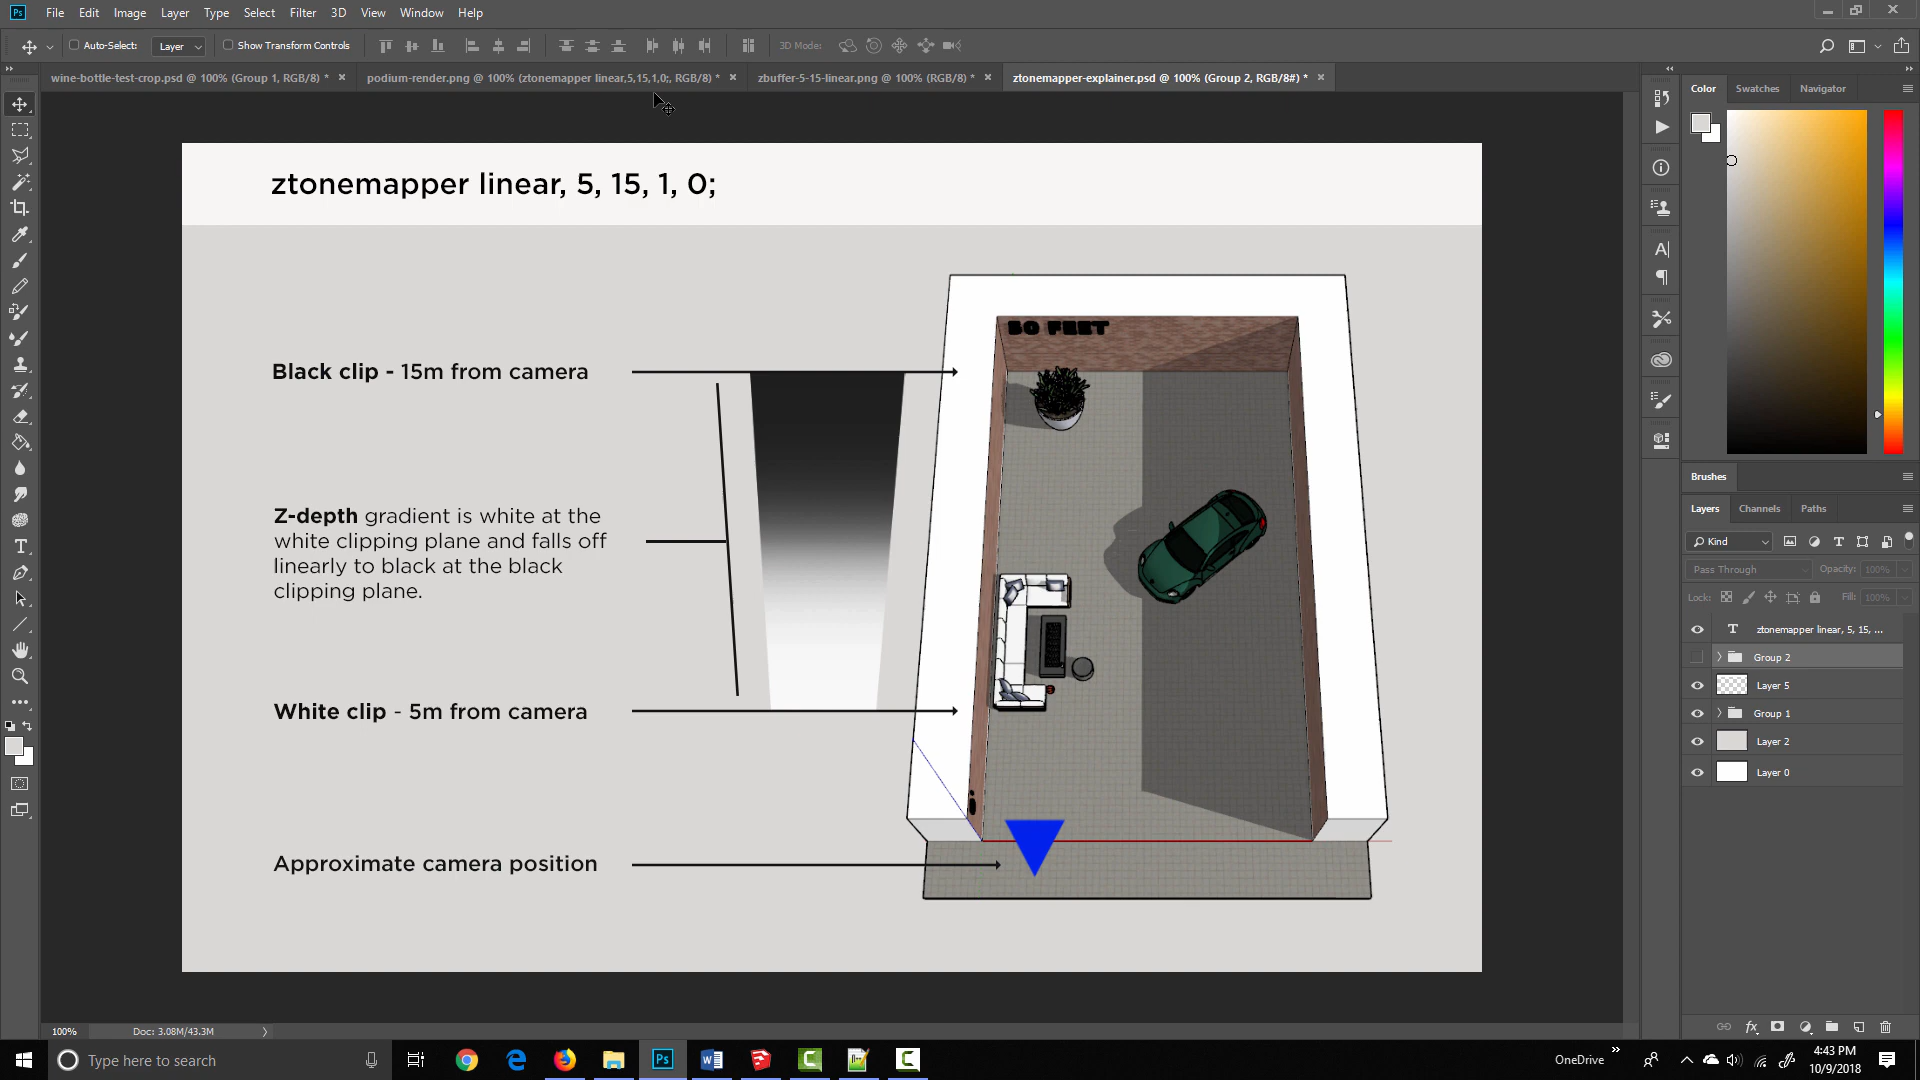 Ps File Edit Image Layer Type Select Filter 3D View Window Help
Auto-Select: Layer Show Transform Controls 3D Mode:
wine-bottle-test-crop.psd @ 100% (Group 1, RGB/8) * × podium-render.png @ 100% (ztonemapper linear,5,15,1,0;, RGB/8) * × zbuffer-5-15-linear.png @ 100% (RGB/8) * × ztonemapper-explainer.psd @ 100% (Group 2, RGB/8#) * ×
Color Swatches Navigator
ztonemapper linear, 5, 15, 1, 0;
50 FEET
Black clip - 15m from camera
Z-depth gradient is white at the
white clipping plane and falls off
linearly to black at the black
clipping plane.
White clip - 5m from camera
Approximate camera position
Brushes
Layers Channels Paths
Kind
Pass Through Opacity: 100%
Lock: Fill: 100%
T ztonemapper linear, 5, 15, ...
Group 2
Layer 5
Group 1
Layer 2
Layer 0
100% Doc: 3.08M/43.3M
Type here to search
OneDrive
4:43 PM
10/9/2018